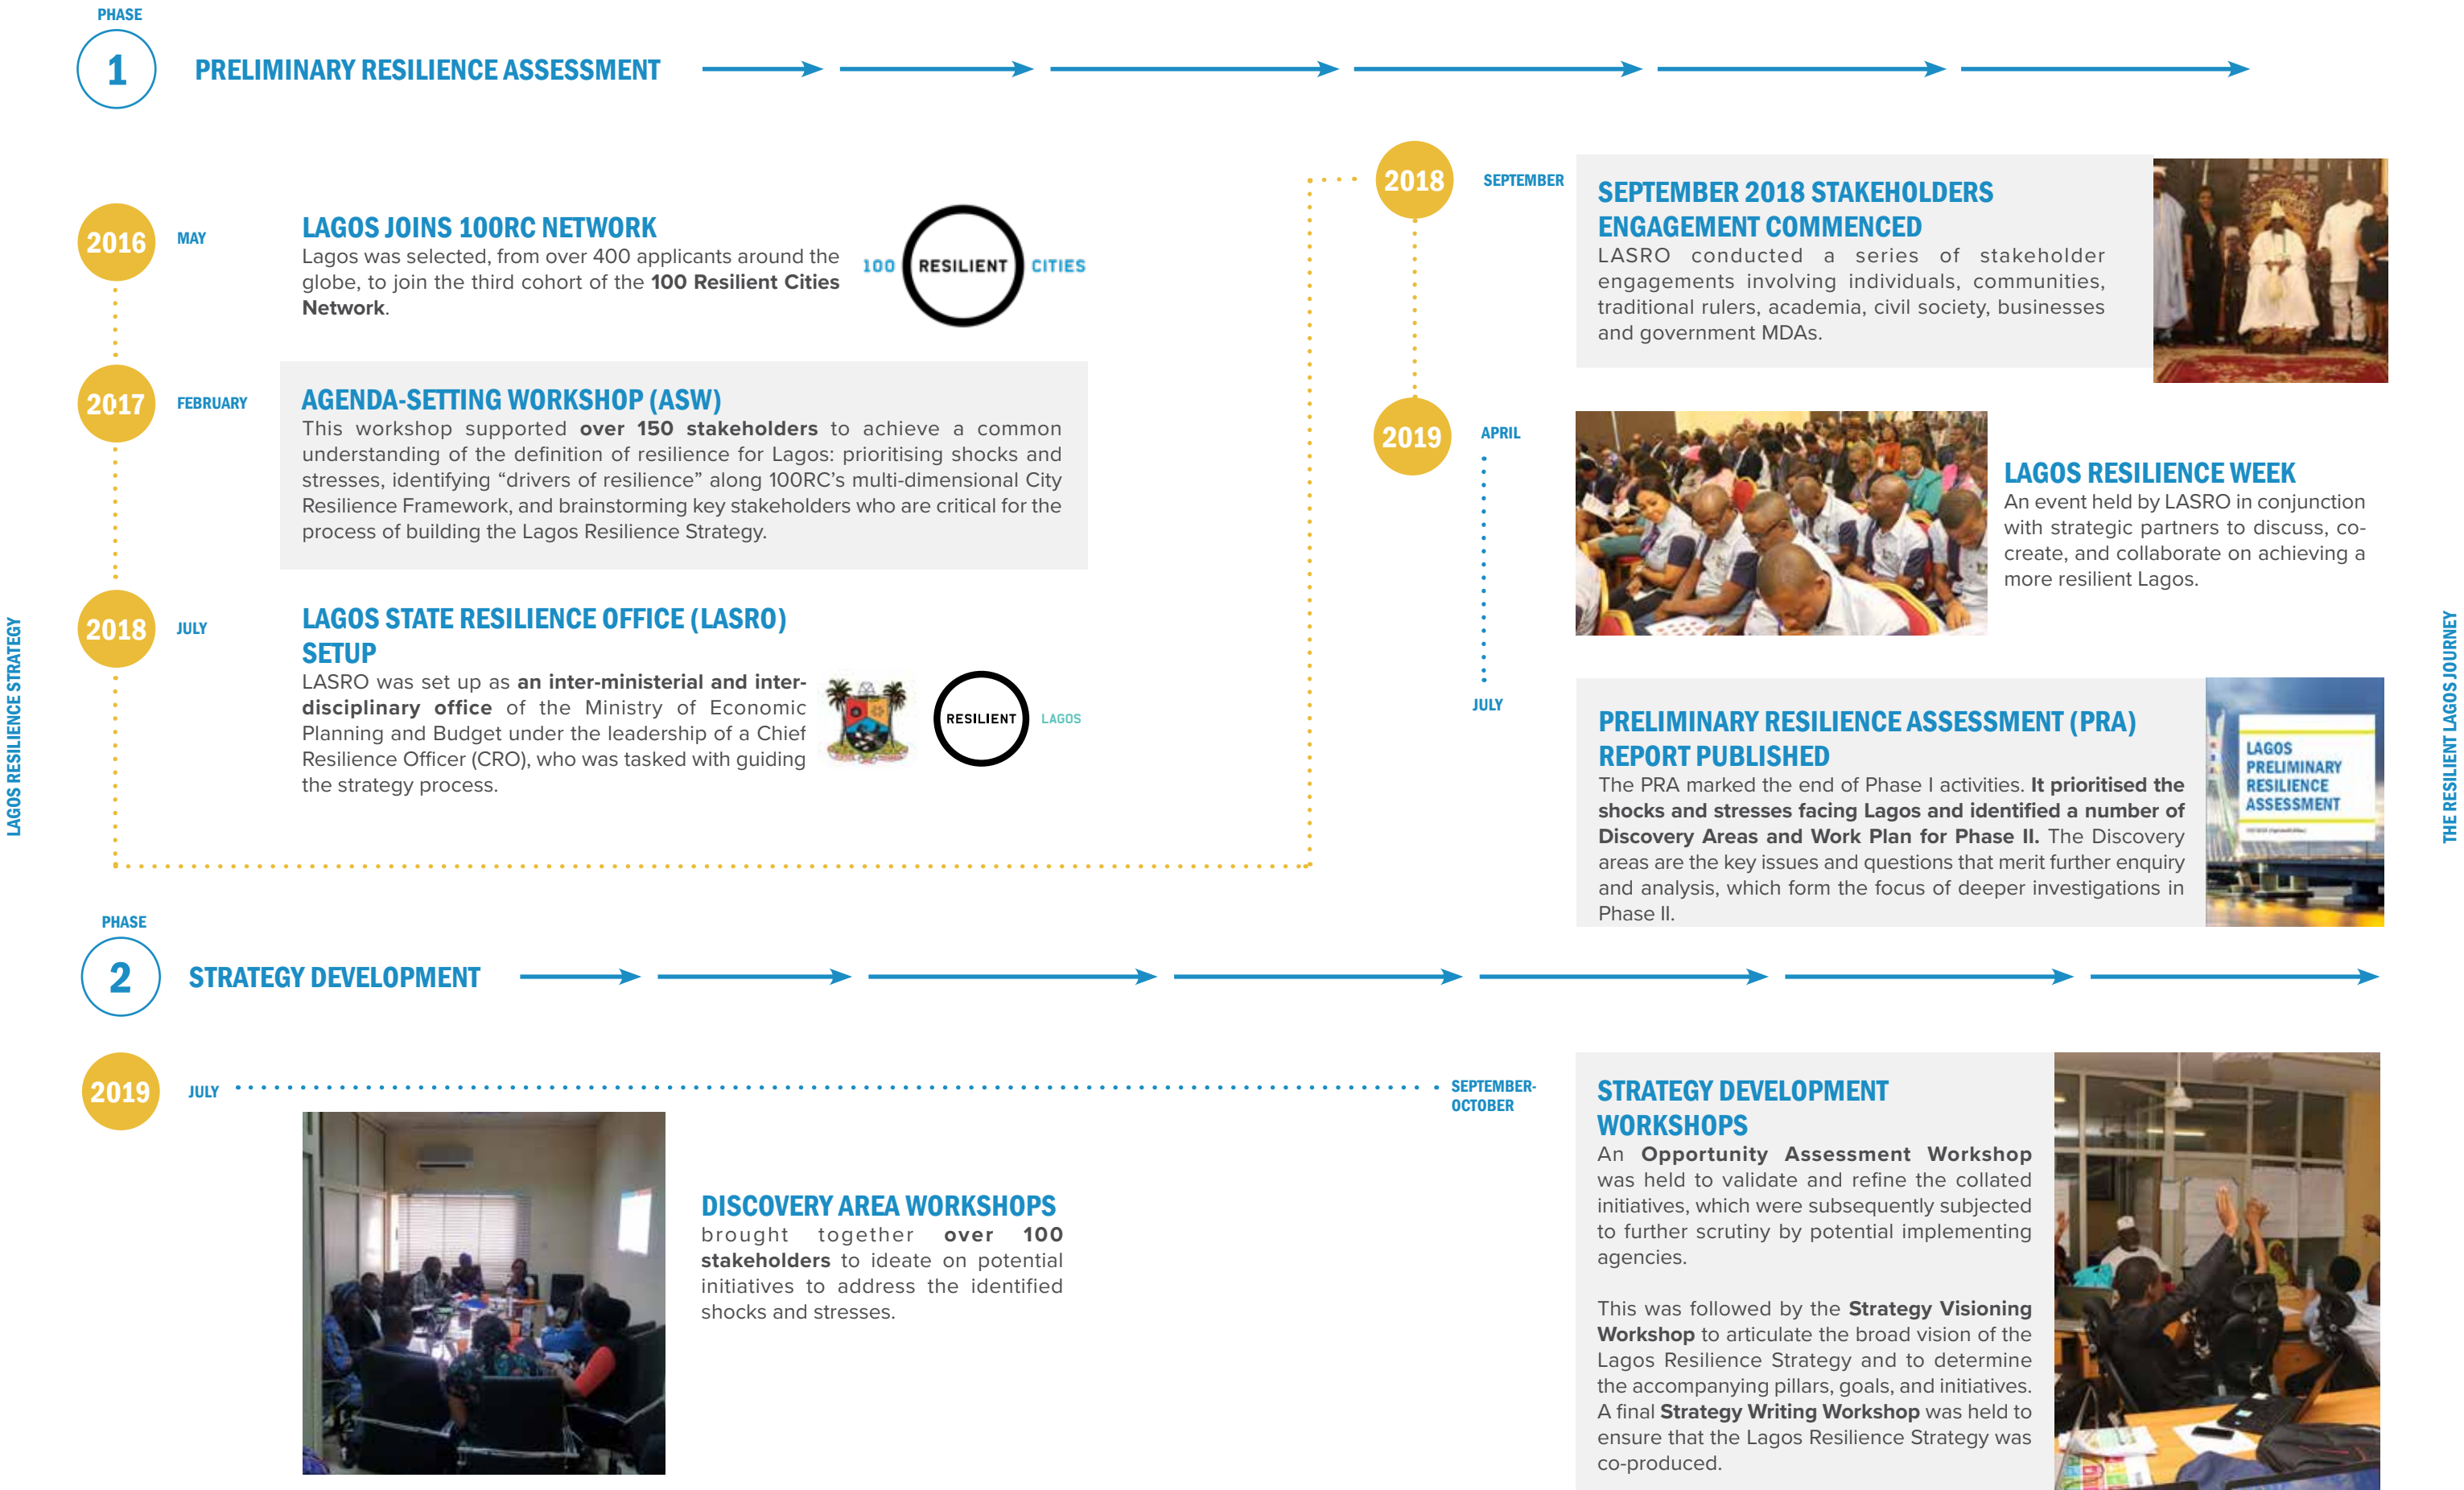 PHASE
1
PRELIMINARY RESILIENCE ASSESSMENT
2016
MAY
LAGOS JOINS 100RC NETWORK
Lagos was selected, from over 400 applicants around the
globe, to join the third cohort of the 100 Resilient Cities
Network.
100 RESILIENT CITIES
2017
FEBRUARY
AGENDA-SETTING WORKSHOP (ASW)
This workshop supported over 150 stakeholders to achieve a common
understanding of the definition of resilience for Lagos: prioritising shocks and
stresses, identifying “drivers of resilience” along 100RC’s multi-dimensional City
Resilience Framework, and brainstorming key stakeholders who are critical for the
process of building the Lagos Resilience Strategy.
2018
JULY
LAGOS STATE RESILIENCE OFFICE (LASRO)
SETUP
LASRO was set up as an inter-ministerial and inter-
disciplinary office of the Ministry of Economic
Planning and Budget under the leadership of a Chief
Resilience Officer (CRO), who was tasked with guiding
the strategy process.
RESILIENT LAGOS
2018
SEPTEMBER
SEPTEMBER 2018 STAKEHOLDERS
ENGAGEMENT COMMENCED
LASRO conducted a series of stakeholder
engagements involving individuals, communities,
traditional rulers, academia, civil society, businesses
and government MDAs.
2019
APRIL
LAGOS RESILIENCE WEEK
An event held by LASRO in conjunction
with strategic partners to discuss, co-
create, and collaborate on achieving a
more resilient Lagos.
JULY
PRELIMINARY RESILIENCE ASSESSMENT (PRA)
REPORT PUBLISHED
The PRA marked the end of Phase I activities. It prioritised the
shocks and stresses facing Lagos and identified a number of
Discovery Areas and Work Plan for Phase II. The Discovery
areas are the key issues and questions that merit further enquiry
and analysis, which form the focus of deeper investigations in
Phase II.
LAGOS
PRELIMINARY
RESILIENCE
ASSESSMENT
LAGOS RESILIENCE STRATEGY
THE RESILIENT LAGOS JOURNEY
PHASE
2
STRATEGY DEVELOPMENT
2019
JULY
DISCOVERY AREA WORKSHOPS
brought together over 100
stakeholders to ideate on potential
initiatives to address the identified
shocks and stresses.
SEPTEMBER-
OCTOBER
STRATEGY DEVELOPMENT
WORKSHOPS
An Opportunity Assessment Workshop
was held to validate and refine the collated
initiatives, which were subsequently subjected
to further scrutiny by potential implementing
agencies.
This was followed by the Strategy Visioning
Workshop to articulate the broad vision of the
Lagos Resilience Strategy and to determine
the accompanying pillars, goals, and initiatives.
A final Strategy Writing Workshop was held to
ensure that the Lagos Resilience Strategy was
co-produced.